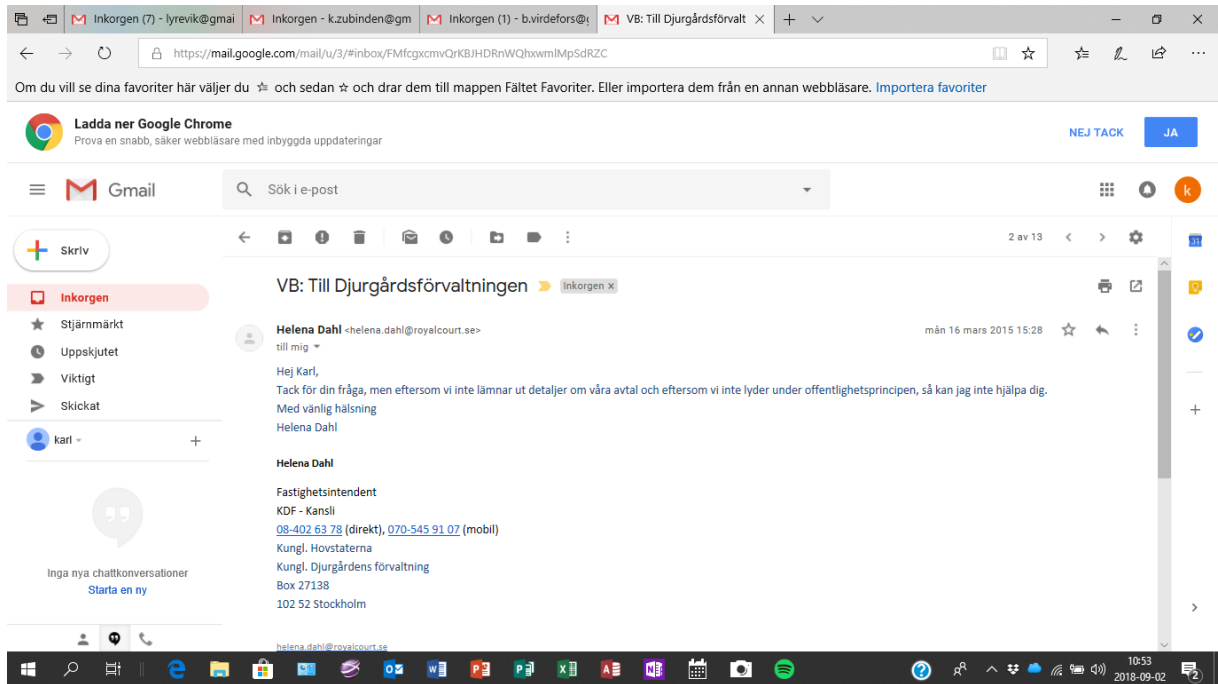 Inkorgen (7) - lyrevik@gmai
Inkorgen - k.zubinden@gm
Inkorgen (1) - b.virdefors@g
VB: Till Djurgårdsförvalt
https://mail.google.com/mail/u/3/#inbox/FMfcgxcmvQrKBJHDRnWQhxwmlMpSdRZC
Om du vill se dina favoriter här väljer du och sedan och drar dem till mappen Fältet Favoriter. Eller importera dem från en annan webbläsare. Importera favoriter
Ladda ner Google Chrome
Prova en snabb, säker webbläsare med inbyggda uppdateringar
NEJ TACK
JA
Gmail
Sök i e-post
k
Skriv
2 av 13
31
VB: Till Djurgårdsförvaltningen
Inkorgen x
Inkorgen
Stjärnmärkt
Uppskjutet
Viktigt
Skickat
karl
Inga nya chattkonversationer
Starta en ny
Helena Dahl <helena.dahl@royalcourt.se>
mån 16 mars 2015 15:28
till mig
Hej Karl,
Tack för din fråga, men eftersom vi inte lämnar ut detaljer om våra avtal och eftersom vi inte lyder under offentlighetsprincipen, så kan jag inte hjälpa dig.
Med vänlig hälsning
Helena Dahl
Helena Dahl
Fastighetsintendent
KDF - Kansli
08-402 63 78 (direkt), 070-545 91 07 (mobil)
Kungl. Hovstaterna
Kungl. Djurgårdens förvaltning
Box 27138
102 52 Stockholm
helena.dahl@royalcourt.se
10:53
2018-09-02
2